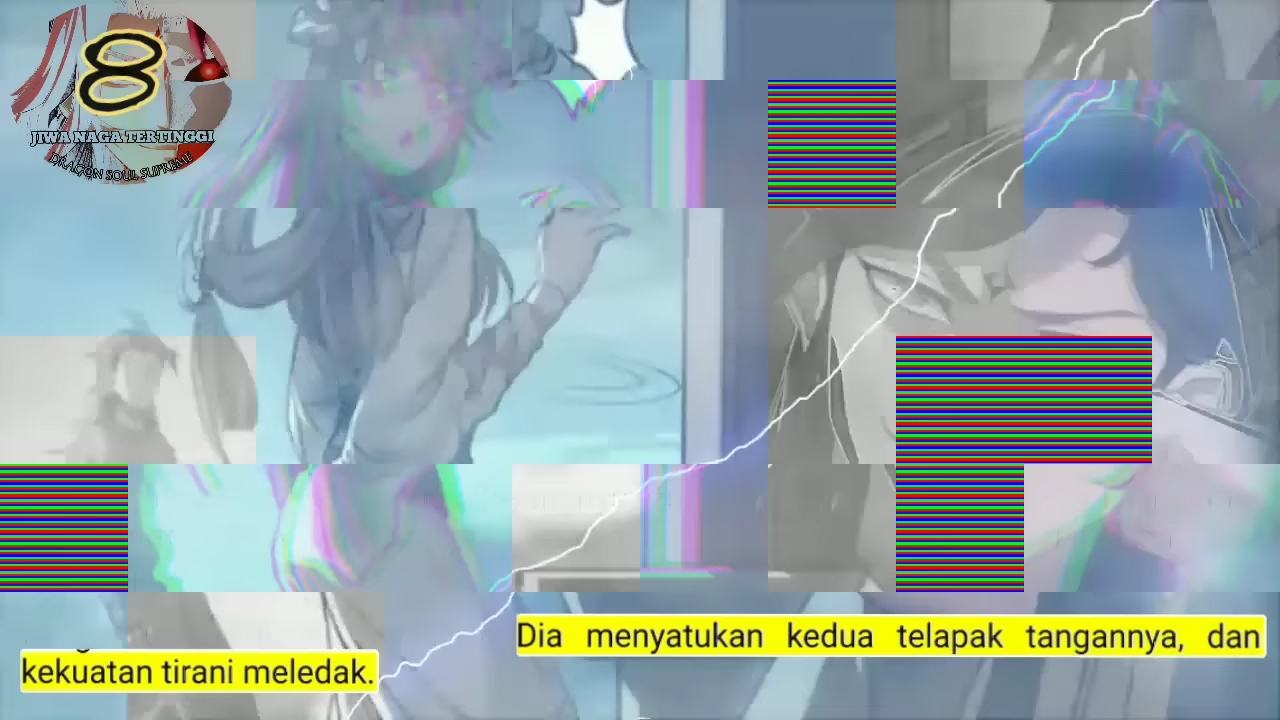 8
JIWA NAGA TERTINGGI
DRAGON SOUL SUPREME
Dia menyatukan kedua telapak tangannya, dan
kekuatan tirani meledak.